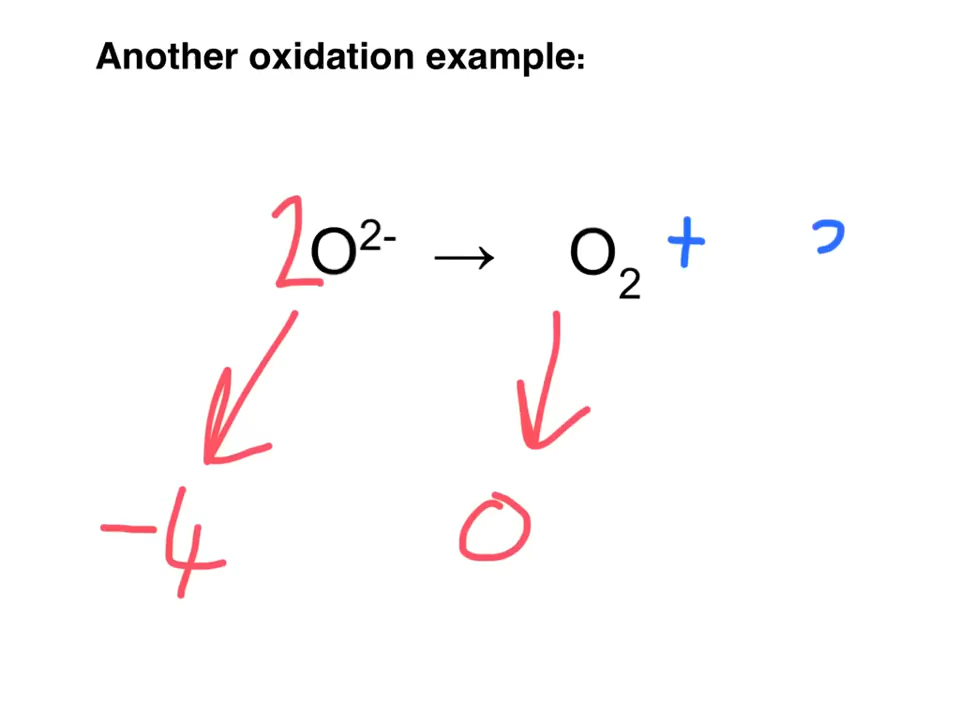 Another oxidation example:
2O²⁻ → O₂ +
-4 0